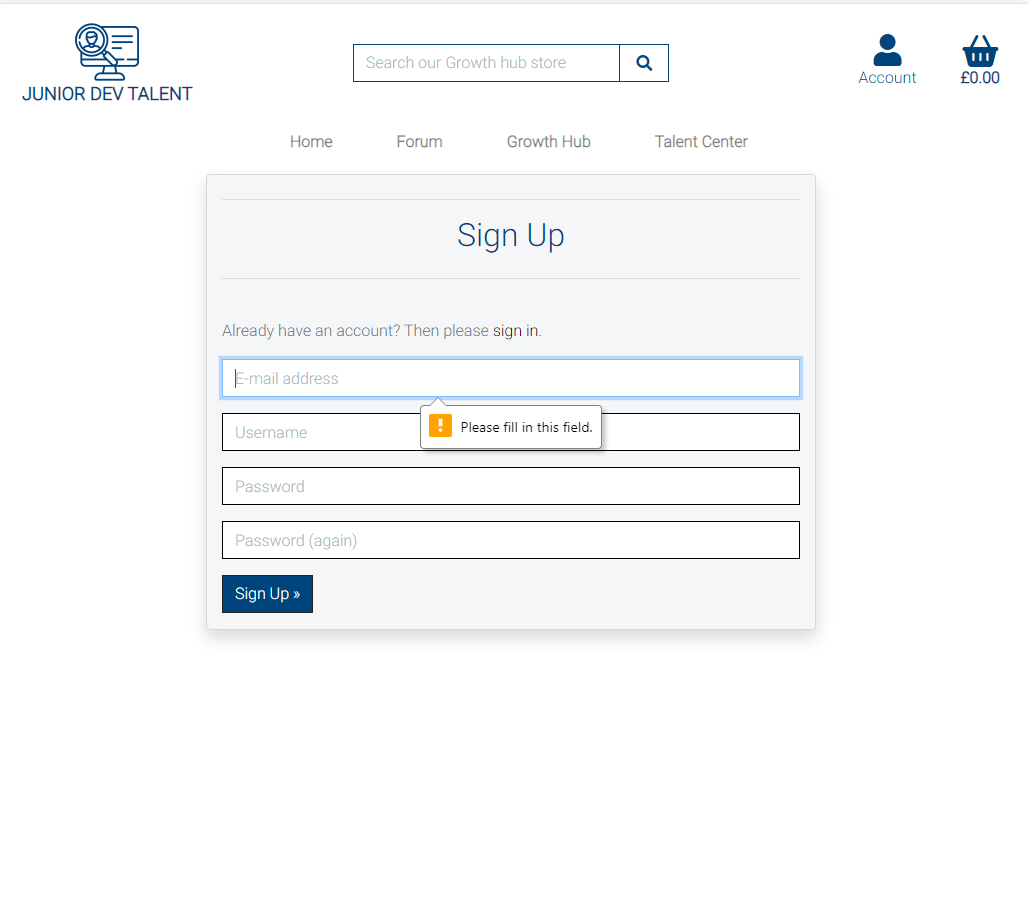 JUNIOR DEV TALENT
Search our Growth hub store
Account
£0.00
Home
Forum
Growth Hub
Talent Center
Sign Up
Already have an account? Then please sign in.
E-mail address
Please fill in this field.
Username
Password
Password (again)
Sign Up »